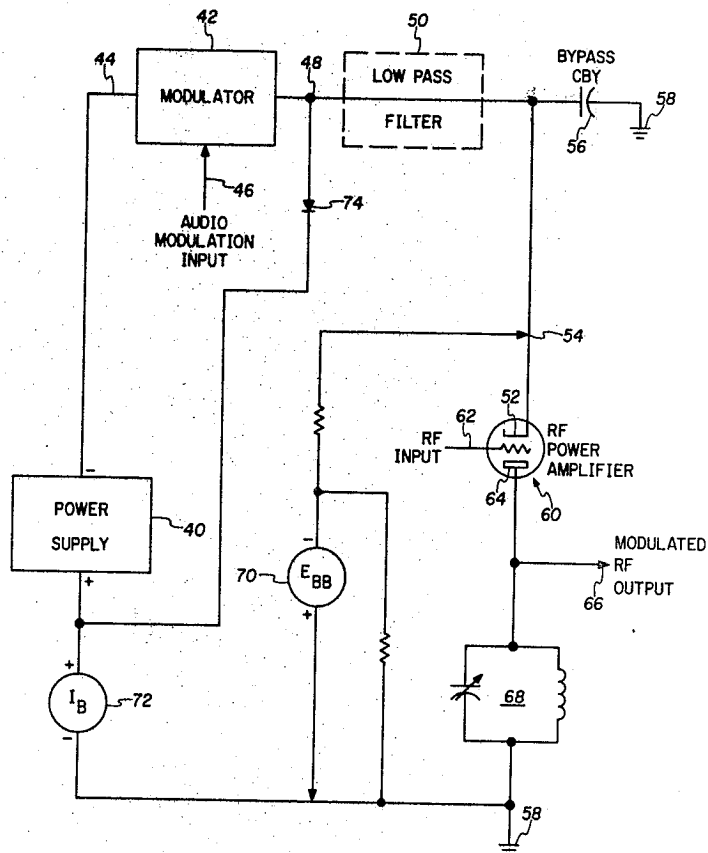 42
50
44
MODULATOR
48
LOW PASS
FILTER
BYPASS
CBY
56
58
46
AUDIO
MODULATION
INPUT
74
54
52
62
RF
INPUT
RF
POWER
AMPLIFIER
64
60
-
POWER
SUPPLY
40
+
-
70
E BB
+
MODULATED
RF
OUTPUT
66
+
I B
72
-
68
58